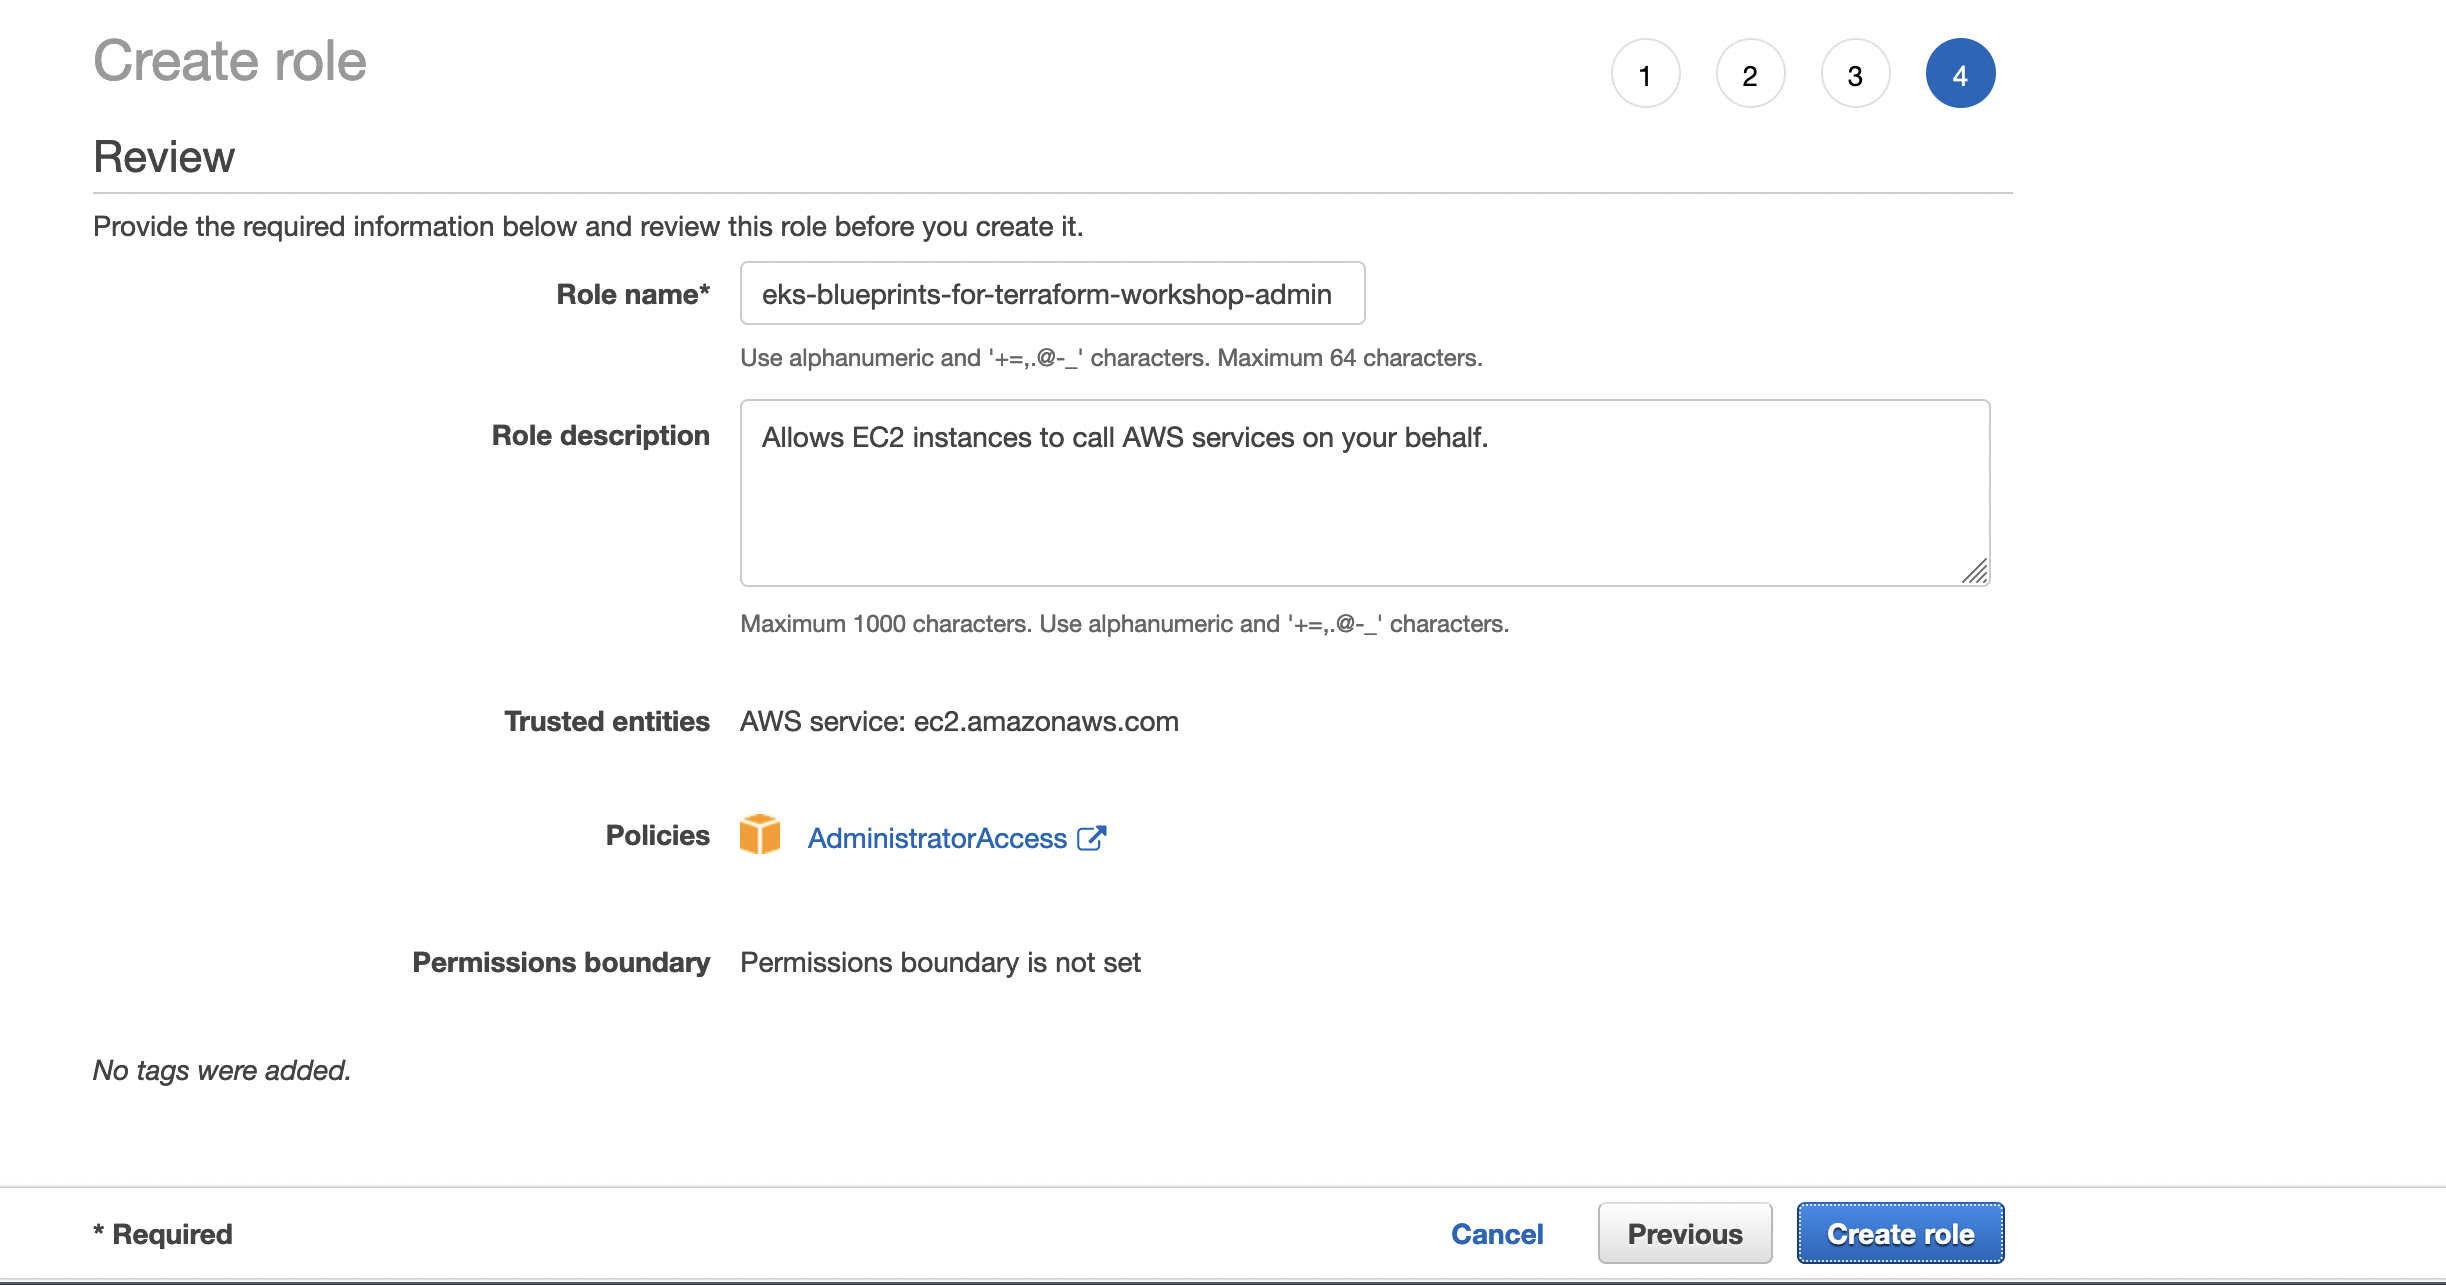 Create role
1 2 3 4
Review
Provide the required information below and review this role before you create it.
Role name* eks-blueprints-for-terraform-workshop-admin
Use alphanumeric and '+=,.@-_' characters. Maximum 64 characters.
Role description Allows EC2 instances to call AWS services on your behalf.
Maximum 1000 characters. Use alphanumeric and '+=,.@-_' characters.
Trusted entities AWS service: ec2.amazonaws.com
Policies AdministratorAccess
Permissions boundary Permissions boundary is not set
No tags were added.
* Required Cancel Previous Create role